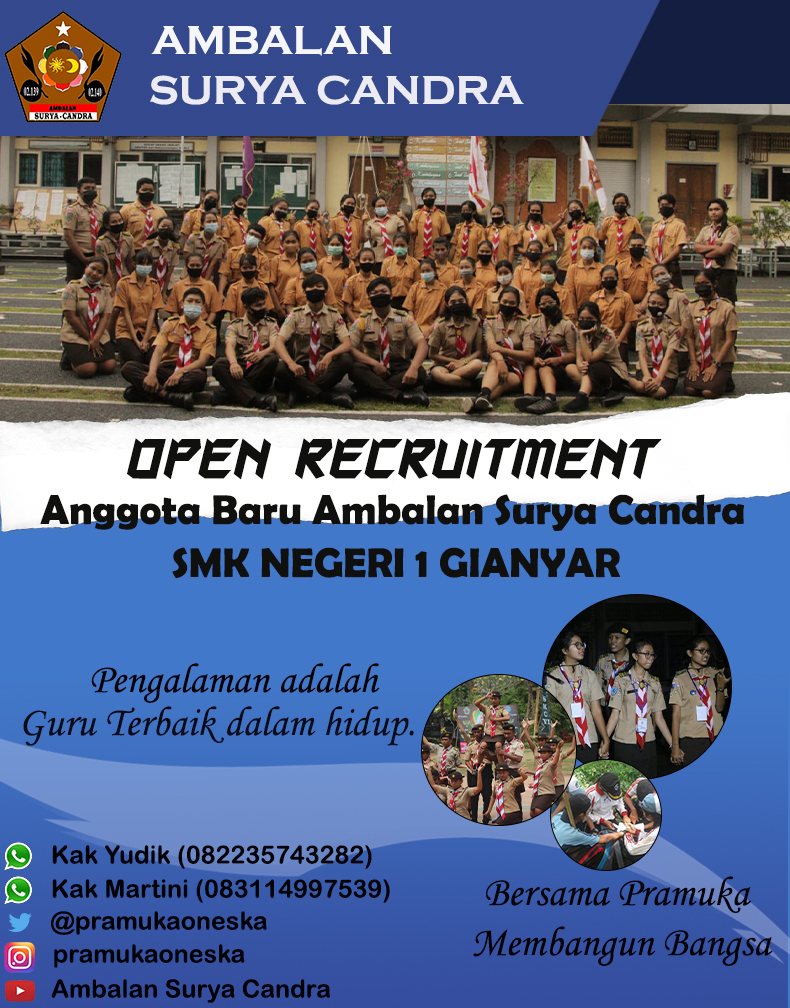 AMBALAN
SURYA CANDRA
02.139
02.140
AMBALAN
SURYA-CANDRA
OPEN RECRUITMENT
Anggota Baru Ambalan Surya Candra
SMK NEGERI 1 GIANYAR
Pengalaman adalah
Guru Terbaik dalam hidup.
Kak Yudik (082235743282)
Kak Martini (083114997539)
@pramukaoneska
pramukaoneska
Ambalan Surya Candra
Bersama Pramuka
Membangun Bangsa